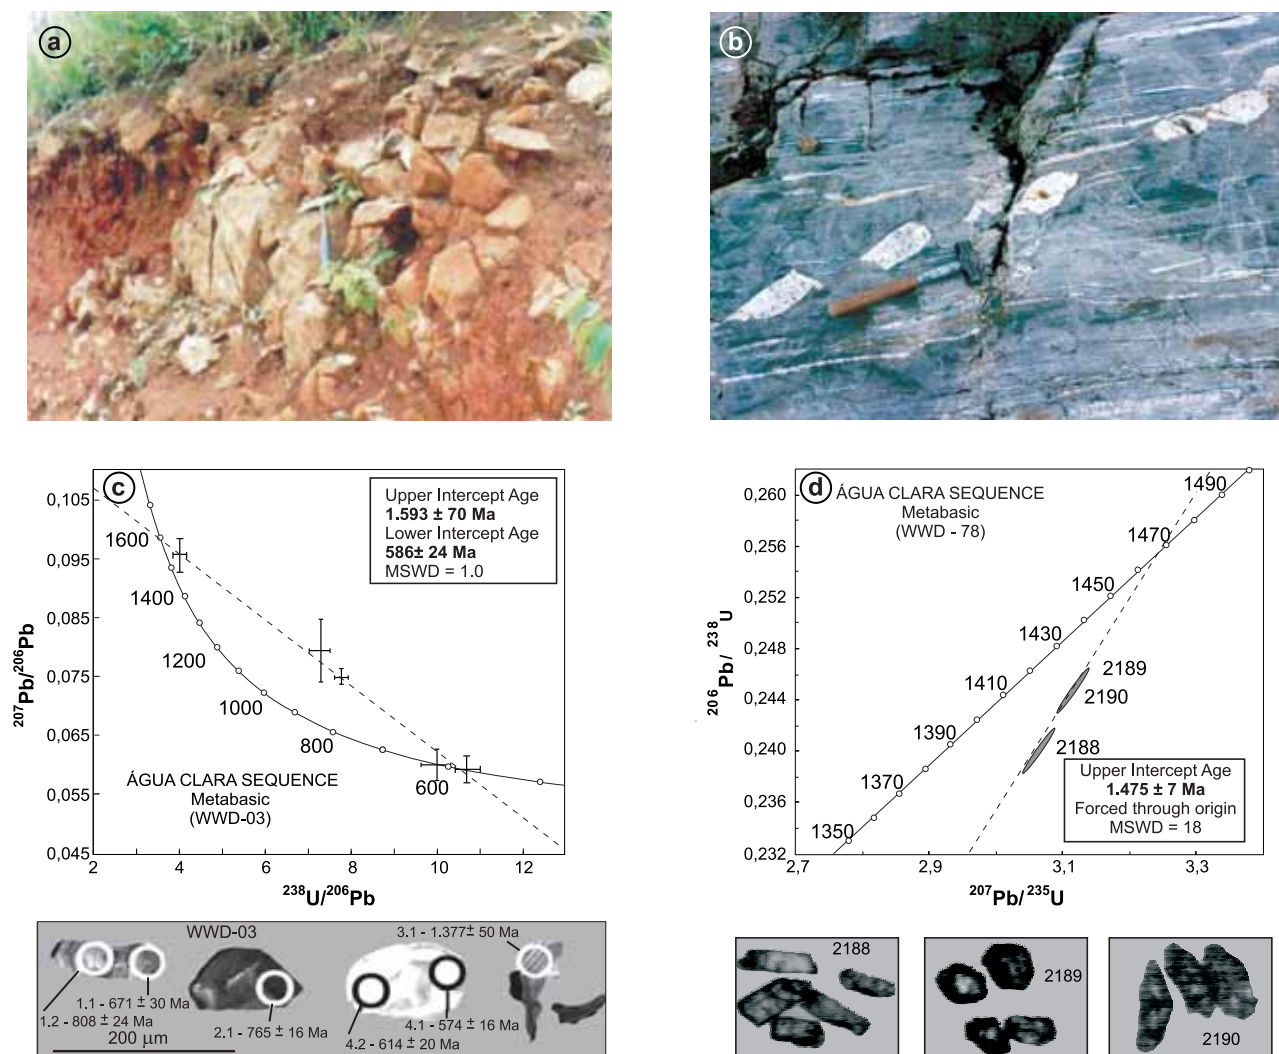 a
b
c
0,105
0,095
0,085
0,075
0,065
0,055
0,045
207Pb/206Pb
1600
1400
1200
1000
800
600
Upper Intercept Age
1.593 ± 70 Ma
Lower Intercept Age
586± 24 Ma
MSWD = 1.0
ÁGUA CLARA SEQUENCE
Metabasic
(WWD-03)
2 4 6 8 10 12
238U/206Pb
d
ÁGUA CLARA SEQUENCE
Metabasic
(WWD - 78)
0,260
0,256
0,252
0,248
0,244
0,240
0,236
0,232
206Pb/ 238U
1490
1470
1450
1430
1410
1390
1370
1350
2189
2190
2188
Upper Intercept Age
1.475 ± 7 Ma
Forced through origin
MSWD = 18
2,7 2,9 3,1 3,3
207Pb/235U
WWD-03
3.1 - 1.377± 50 Ma
1.1 - 671 ± 30 Ma
1.2 - 808 ± 24 Ma
2.1 - 765 ± 16 Ma
4.1 - 574 ± 16 Ma
4.2 - 614 ± 20 Ma
200 µm
2188
2189
2190